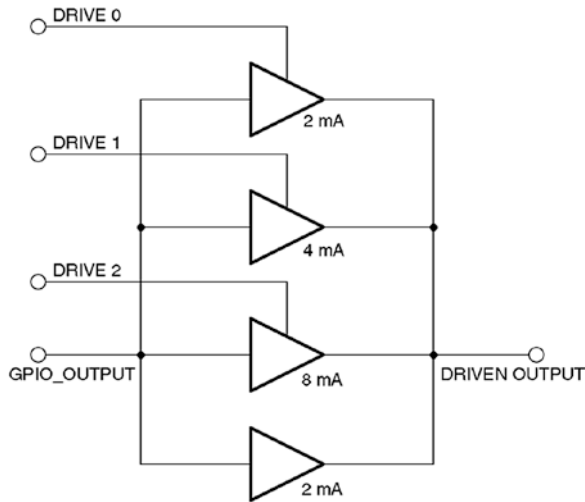 DRIVE 0
2 mA
DRIVE 1
4 mA
DRIVE 2
GPIO_OUTPUT
8 mA
DRIVEN OUTPUT
2 mA